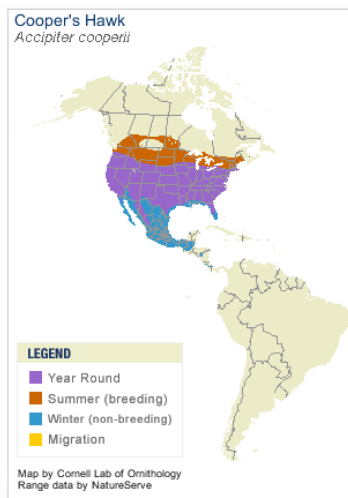 Cooper's Hawk
Accipiter cooperii
LEGEND
Year Round
Summer (breeding)
Winter (non-breeding)
Migration
Map by Cornell Lab of Ornithology
Range data by NatureServe